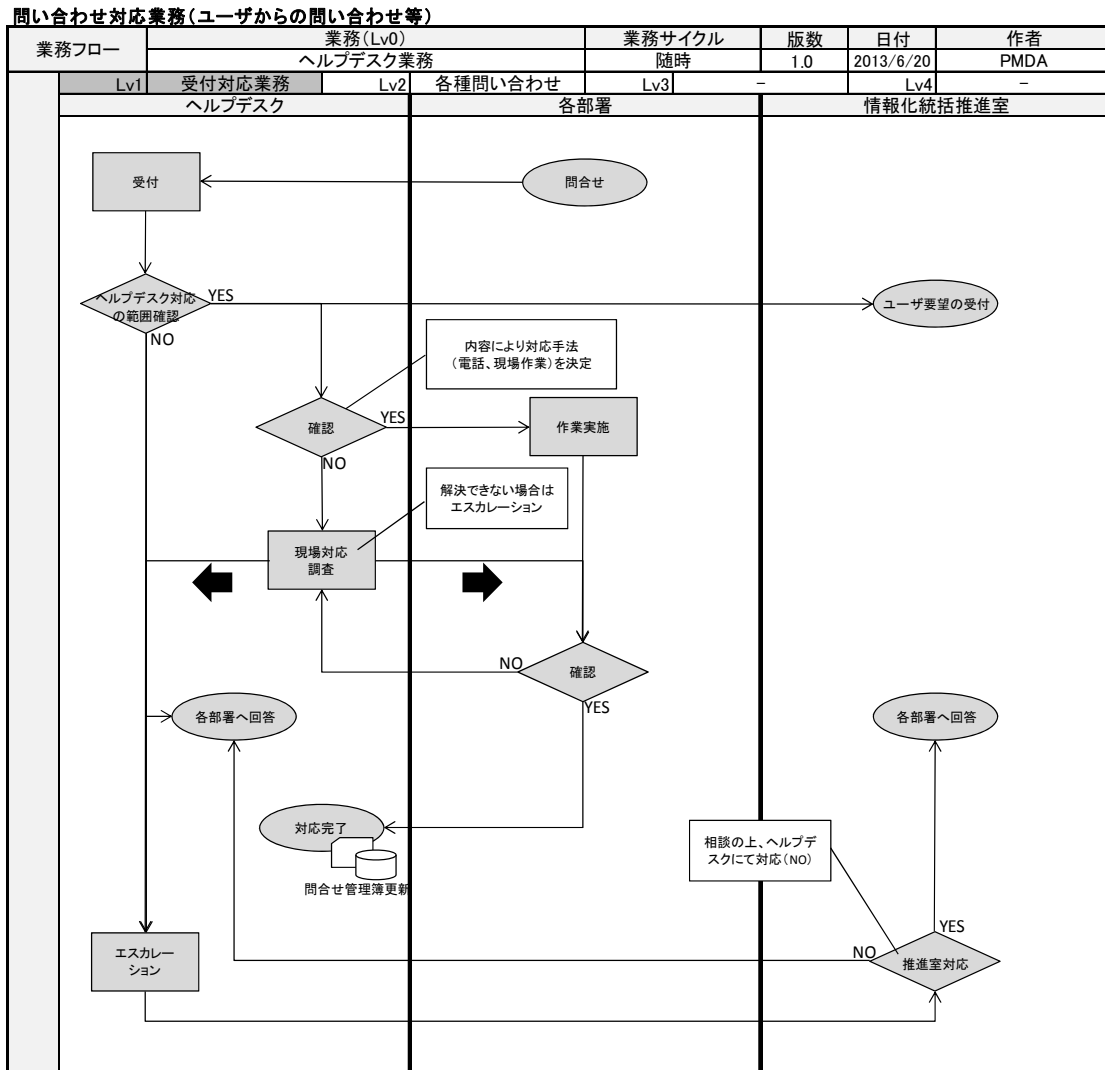 問い合わせ対応業務(ユーザからの問い合わせ等)
業務フロー
業務(Lv0)
業務サイクル
版数
日付
作者
ヘルプデスク業務
随時
1.0
2013/6/20
PMDA
Lv1
受付対応業務
Lv2
各種問い合わせ
Lv3
-
Lv4
-
ヘルプデスク
各部署
情報化統括推進室
受付
問合せ
ヘルプデスク対応
の範囲確認
YES
NO
ユーザ要望の受付
内容により対応手法
(電話、現場作業)を決定
確認
YES
NO
作業実施
解決できない場合は
エスカレーション
現場対応
調査
NO
確認
YES
各部署へ回答
各部署へ回答
対応完了
問合せ管理簿更新
相談の上、ヘルプデ
スクにて対応(NO)
エスカレー
ション
NO
YES
推進室対応